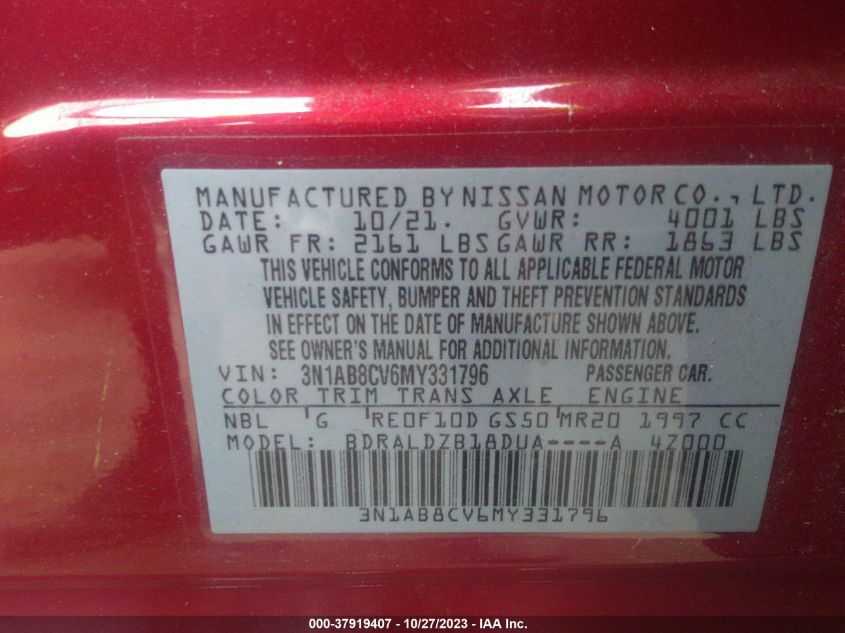 MANUFACTURED BY NISSAN MOTOR CO., LTD.
DATE: 10/21. GVWR: 4001 LBS
GAWR FR: 2161 LBS GAWR RR: 1863 LBS
THIS VEHICLE CONFORMS TO ALL APPLICABLE FEDERAL MOTOR
VEHICLE SAFETY, BUMPER AND THEFT PREVENTION STANDARDS
IN EFFECT ON THE DATE OF MANUFACTURE SHOWN ABOVE.
SEE OWNER'S MANUAL FOR ADDITIONAL INFORMATION.
VIN: 3N1AB8CV6MY331796 PASSENGER CAR.
COLOR TRIM TRANS AXLE ENGINE
NBL G RE0F10D GS50 MR20 1997 CC
MODEL: BDRALDZB18DUA----A 4Z000
3N1AB8CV6MY331796
000-37919407 - 10/27/2023 - IAA Inc.